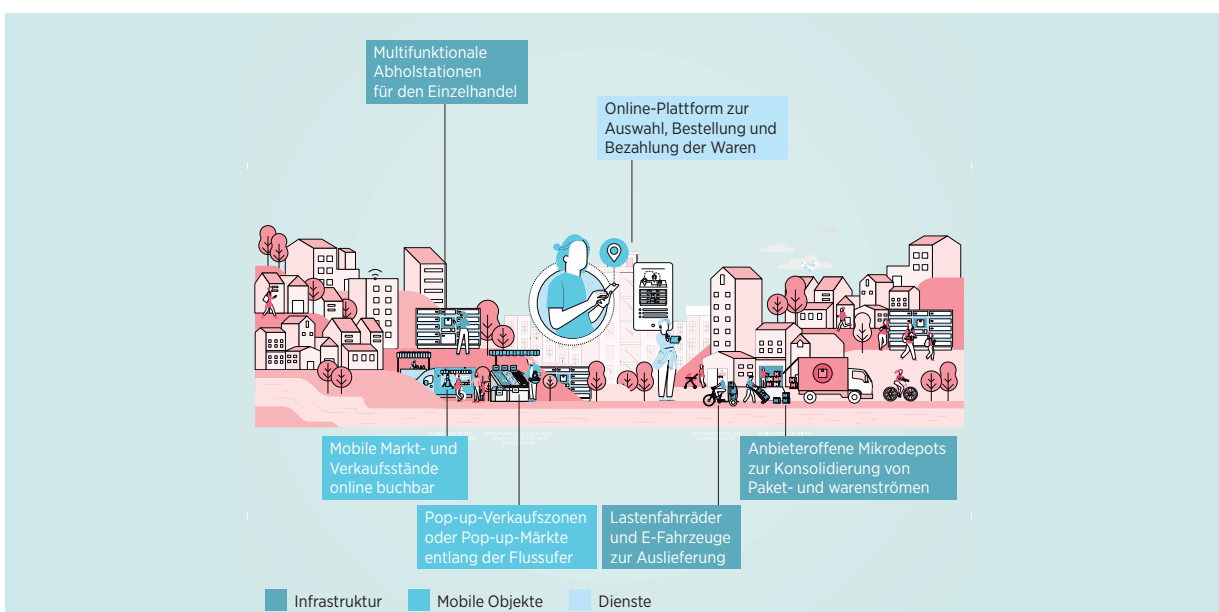 Multifunktionale
Abholstationen
für den Einzelhandel
Online-Plattform zur
Auswahl, Bestellung und
Bezahlung der Waren
Mobile Markt- und
Verkaufsstände
online buchbar
Pop-up-Verkaufszonen
oder Pop-up-Märkte
entlang der Flussufer
Lastenfahrräder
und E-Fahrzeuge
zur Auslieferung
Anbieteroffene Mikrodepots
zur Konsolidierung von
Paket- und warenströmen
Infrastruktur
Mobile Objekte
Dienste